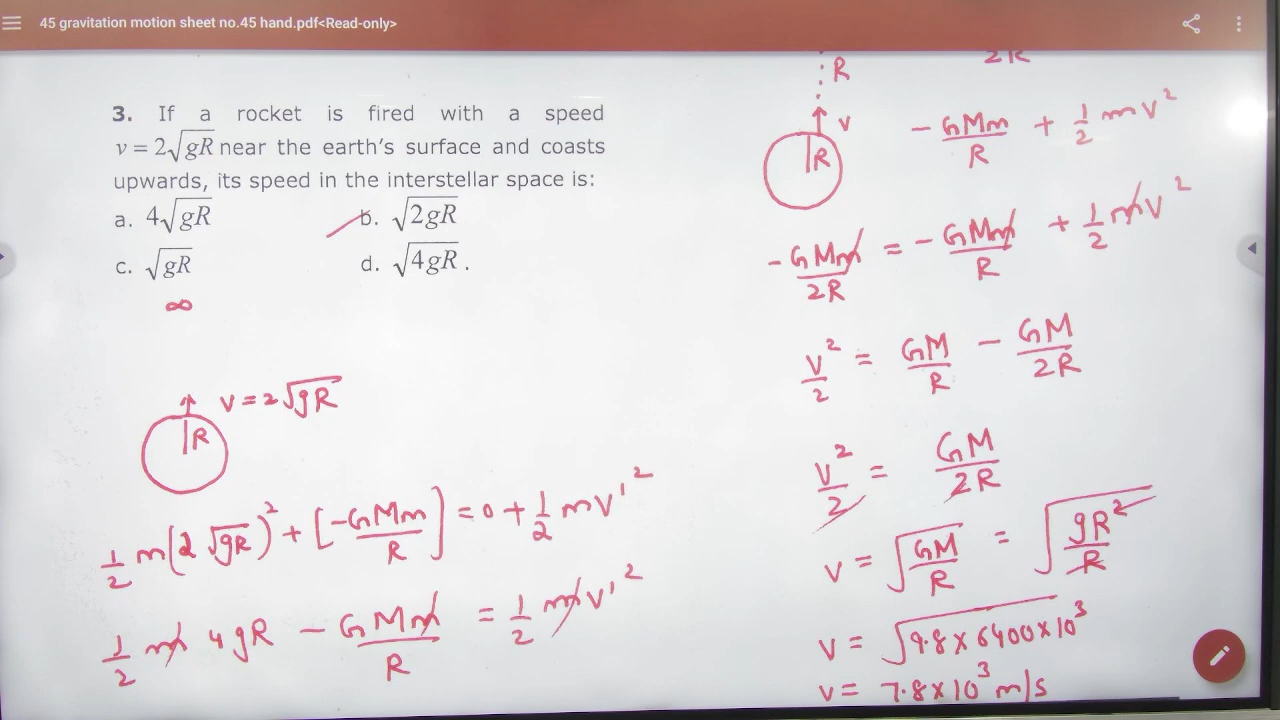 45 gravitation motion sheet no.45 hand.pdf<Read-only>
3. If a rocket is fired with a speed
v = 2√gR near the earth's surface and coasts
upwards, its speed in the interstellar space is:
a. 4√gR b. √2gR
c. √gR d. √4gR .
∞
V = 2√gR
R
1/2 m(2√gR)² + [-GMm/R] = 0 + 1/2 mv'²
1/2 m 4gR - GMm/R = 1/2 mv'²
2R
R
V
R
- GMm/R + 1/2 mv²
- GMm/2R = - GMm/R + 1/2 mv²
V²/2 = GM/R - GM/2R
V²/2 = GM/2R
V = √GM/R = √gR²/R
V = √9.8 × 6400 × 10³
V = 7.8 × 10³ m/s